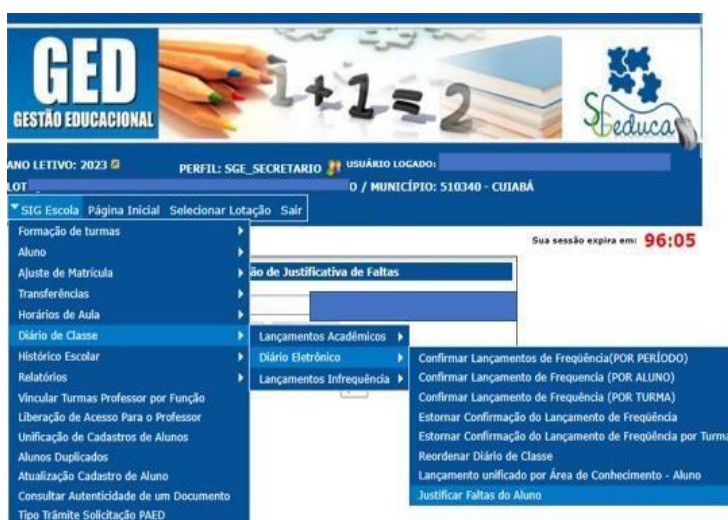 GED
GESTÃO EDUCACIONAL
1+1=2
SIGeduca
ANO LETIVO: 2023
PERFIL: SGE_SECRETARIO
USUÁRIO LOGADO:
LOT
O / MUNICÍPIO: 510340 - CUIABÁ
SIG Escola Página Inicial Selecionar Lotação Sair
Sua sessão expira em: 96:05
Formação de turmas
Aluno
Ajuste de Matrícula
ão de Justificativa de Faltas
Transferências
Horários de Aula
Diário de Classe
Histórico Escolar
Relatórios
Vincular Turmas Professor por Função
Liberação de Acesso Para o Professor
Unificação de Cadastros de Alunos
Alunos Duplicados
Atualização Cadastro de Aluno
Consultar Autenticidade de um Documento
Tipo Trâmite Solicitação PAED
Lançamentos Acadêmicos
Diário Eletrônico
Lançamentos Infrequência
Confirmar Lançamentos de Freqüência(POR PERÍODO)
Confirmar Lançamento de Frequencia (POR ALUNO)
Confirmar Lançamento de Frequência (POR TURMA)
Estornar Confirmação do Lançamento de Freqüência
Estornar Confirmação do Lançamento de Freqüência por Turma
Reordenar Diário de Classe
Lançamento unificado por Área de Conhecimento - Aluno
Justificar Faltas do Aluno